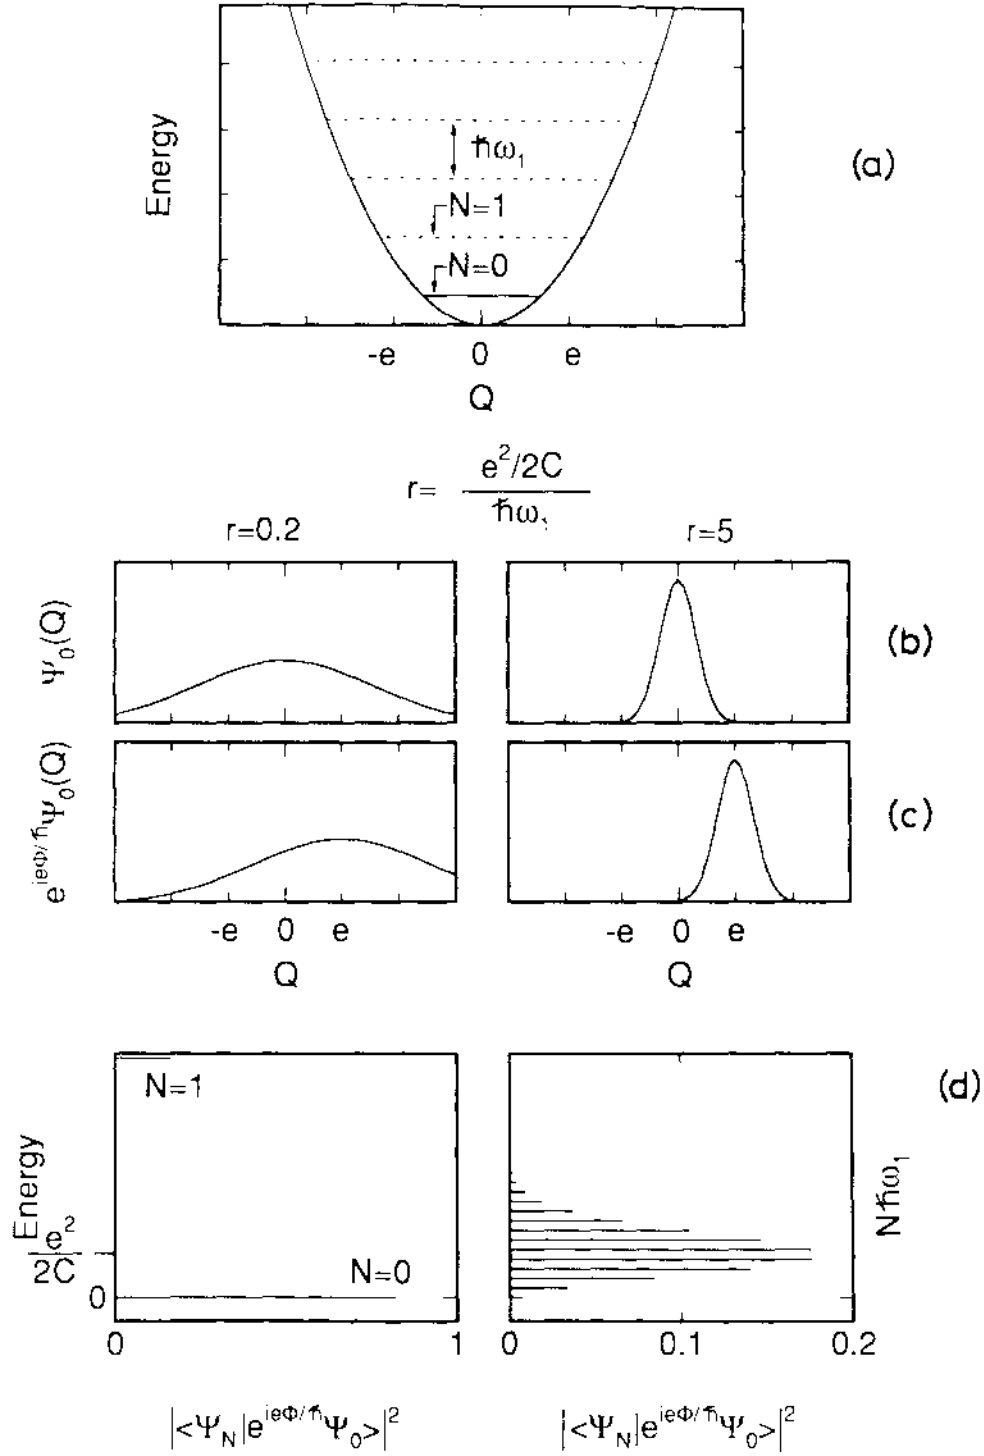 Energy
ħω₁
N=1
N=0
(a)
-e 0 e
Q
r= e²/2C / ħω₁
r=0.2 r=5
Ψ₀(Q)
(b)
e^{ieΦ/ħ}Ψ₀(Q)
(c)
-e 0 e -e 0 e
Q Q
N=1
(d)
Energy
e²/2C
N=0
0
Nħω₁
0 1 0 0.1 0.2
|<Ψ_N|e^{ieΦ/ħ}Ψ₀>|² |<Ψ_N|e^{ieΦ/ħ}Ψ₀>|²